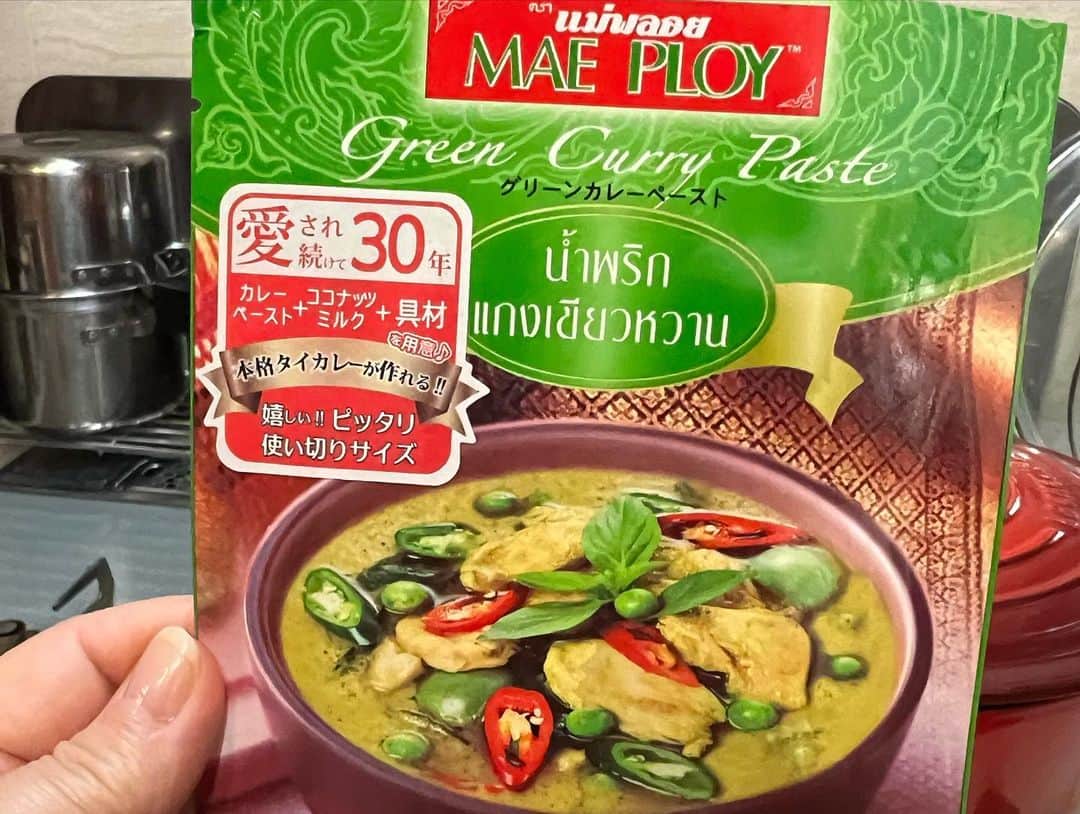 ตรา แม่พลอย
MAE PLOY™
Green Curry Paste
グリーンカレーペースト
น้ำพริก
แกงเขียวหวาน
愛され続けて30年
カレーペースト+ココナッツミルク+具材
を用意♪
本格タイカレーが作れる!!
嬉しい!!ピッタリ
使い切りサイズ